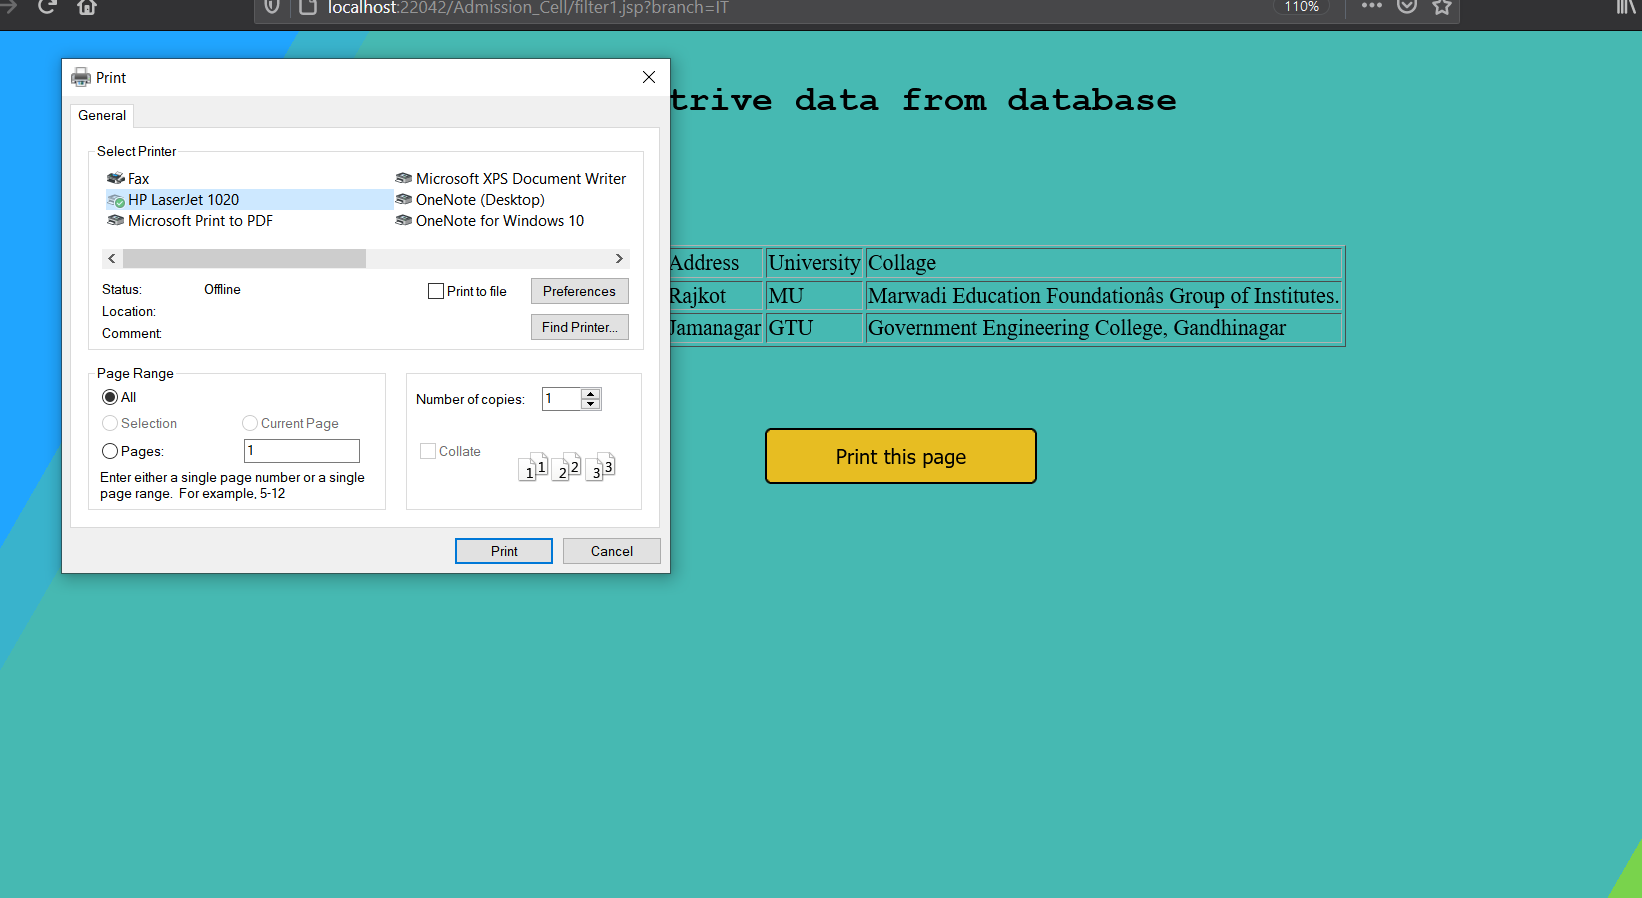 localhost:22042/Admission_Cell/filter1.jsp?branch=IT
110%
Print
trive data from database
General
Select Printer
Fax
Microsoft XPS Document Writer
HP LaserJet 1020
OneNote (Desktop)
Microsoft Print to PDF
OneNote for Windows 10
Status: Offline
Print to file
Preferences
Location:
Comment:
Find Printer...
Address University Collage
Rajkot MU Marwadi Education Foundationâs Group of Institutes.
Jamanagar GTU Government Engineering College, Gandhinagar
Page Range
All
Selection Current Page
Pages: 1
Enter either a single page number or a single
page range. For example, 5-12
Number of copies: 1
Collate
1 1 2 2 3 3
Print this page
Print
Cancel